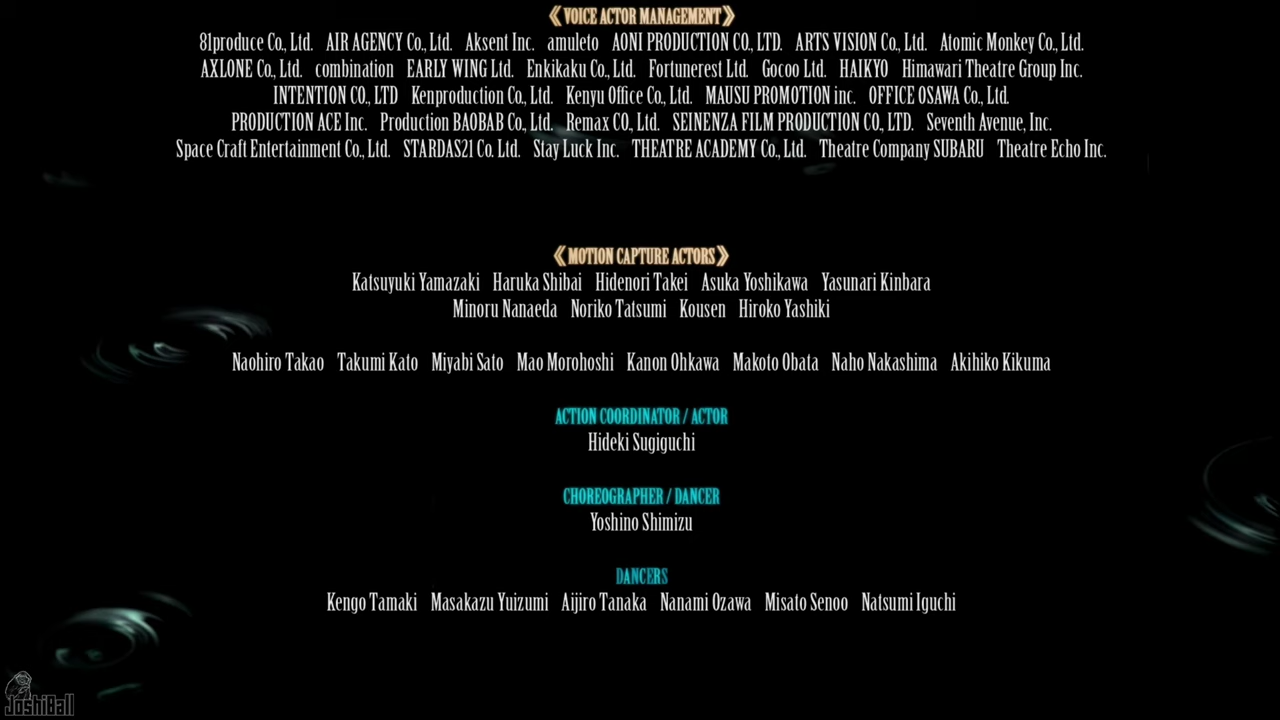 《VOICE ACTOR MANAGEMENT》
81produce Co., Ltd. AIR AGENCY Co., Ltd. Aksent Inc. amuleto AONI PRODUCTION CO., LTD. ARTS VISION Co., Ltd. Atomic Monkey Co., Ltd.
AXLONE Co., Ltd. combination EARLY WING Ltd. Enkikaku Co., Ltd. Fortunerest Ltd. Gocoo Ltd. HAIKYO Himawari Theatre Group Inc.
INTENTION CO., LTD Kenproduction Co., Ltd. Kenyu Office Co., Ltd. MAUSU PROMOTION inc. OFFICE OSAWA Co., Ltd.
PRODUCTION ACE Inc. Production BAOBAB Co., Ltd. Remax CO., Ltd. SEINENZA FILM PRODUCTION CO., LTD. Seventh Avenue, Inc.
Space Craft Entertainment Co., Ltd. STARDAS21 Co. Ltd. Stay Luck Inc. THEATRE ACADEMY Co., Ltd. Theatre Company SUBARU Theatre Echo Inc.
《MOTION CAPTURE ACTORS》
Katsuyuki Yamazaki Haruka Shibai Hidenori Takei Asuka Yoshikawa Yasunari Kinbara
Minoru Nanaeda Noriko Tatsumi Kousen Hiroko Yashiki
Naohiro Takao Takumi Kato Miyabi Sato Mao Morohoshi Kanon Ohkawa Makoto Obata Naho Nakashima Akihiko Kikuma
ACTION COORDINATOR / ACTOR
Hideki Sugiguchi
CHOREOGRAPHER / DANCER
Yoshino Shimizu
DANCERS
Kengo Tamaki Masakazu Yuizumi Aijiro Tanaka Nanami Ozawa Misato Senoo Natsumi Iguchi
JoshiBall